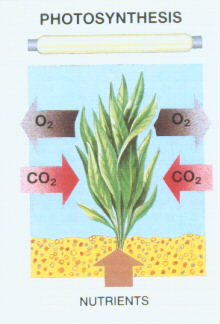 PHOTOSYNTHESIS
O₂ O₂
CO₂ CO₂
NUTRIENTS